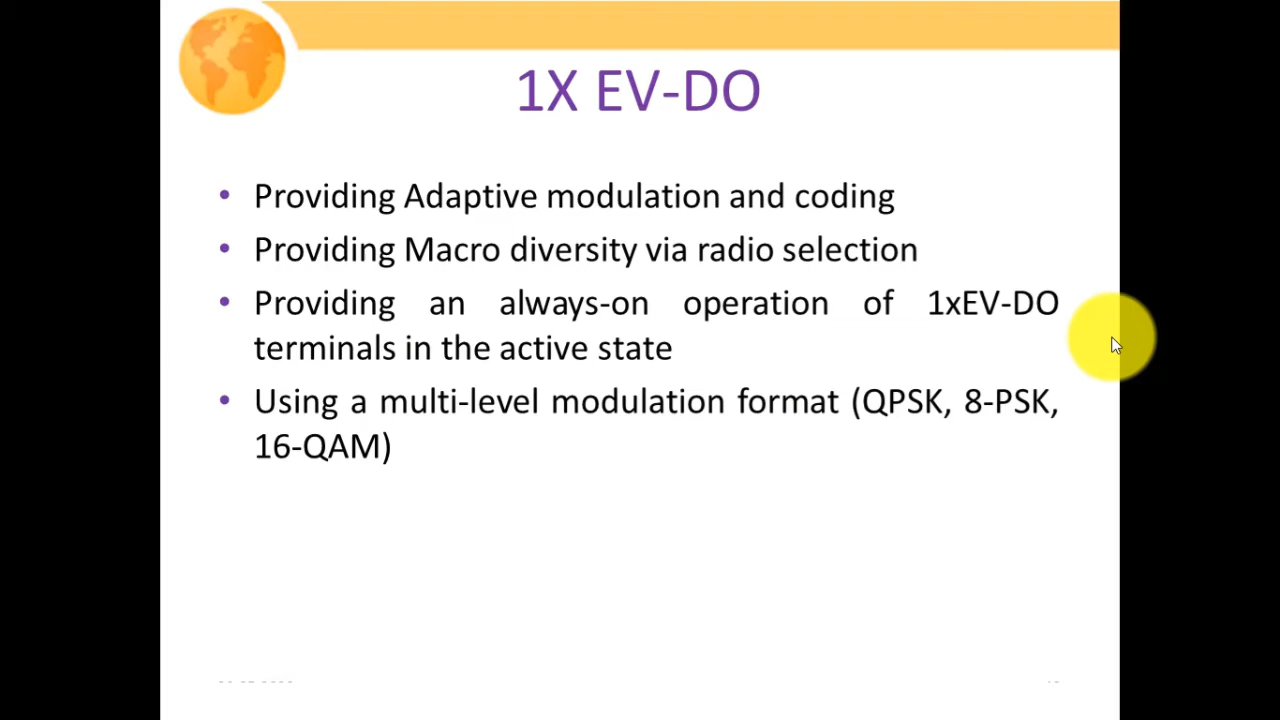 1X EV-DO
• Providing Adaptive modulation and coding
• Providing Macro diversity via radio selection
• Providing an always-on operation of 1xEV-DO
terminals in the active state
• Using a multi-level modulation format (QPSK, 8-PSK,
16-QAM)